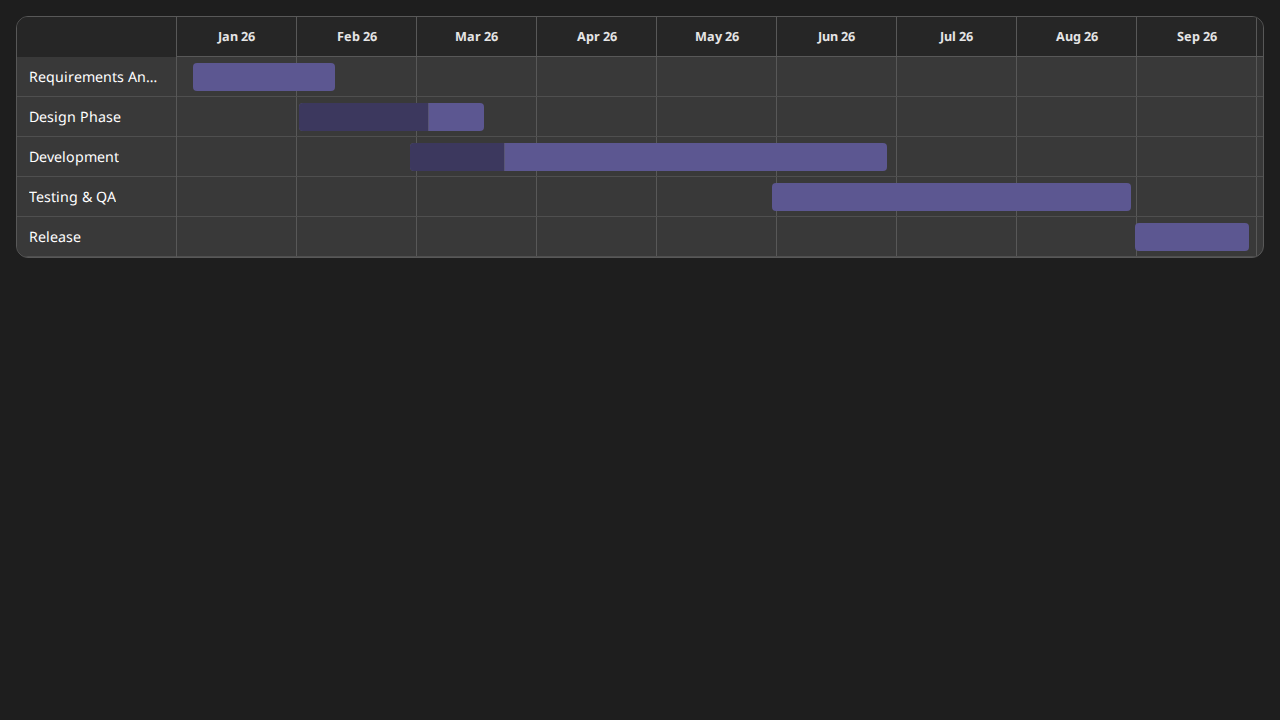 Jan 26 Feb 26 Mar 26 Apr 26 May 26 Jun 26 Jul 26 Aug 26 Sep 26
Requirements An...
Design Phase
Development
Testing & QA
Release